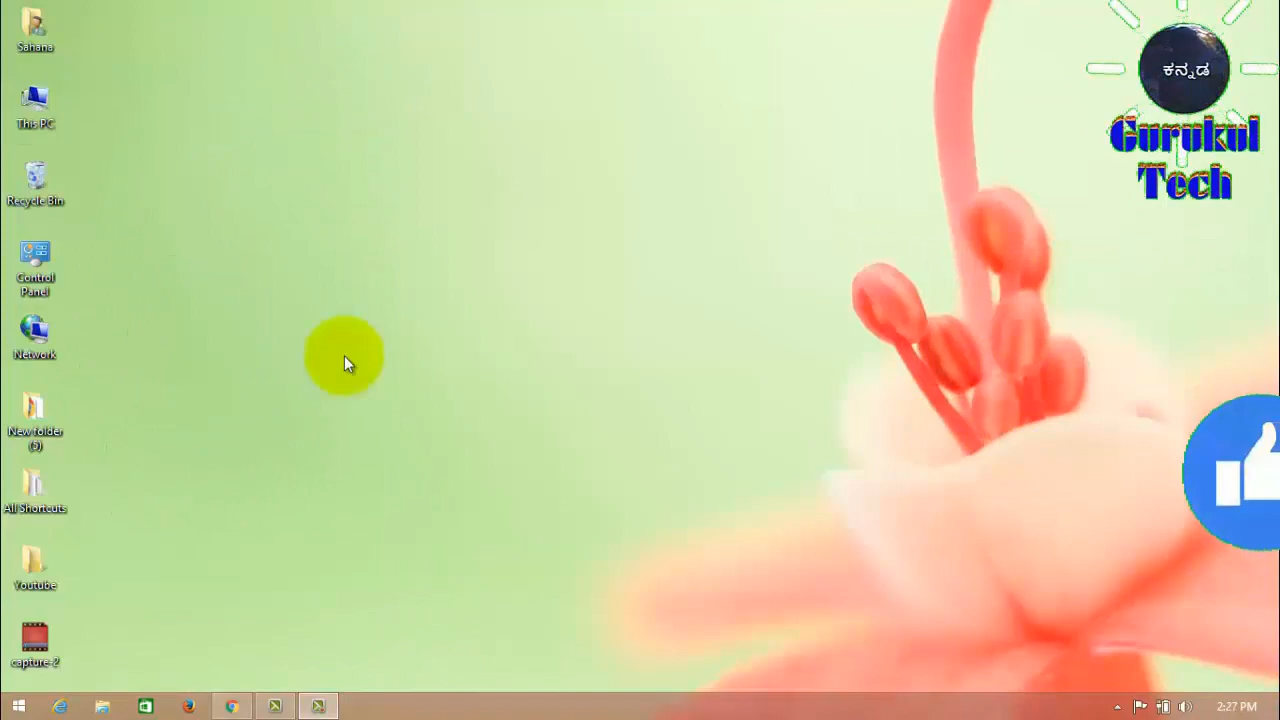 Sahana
This PC
Recycle Bin
Control
Panel
Network
New folder
(5)
All Shortcuts
Youtube
capture-2
ಕನ್ನಡ
Gurukul
Tech
2:27 PM